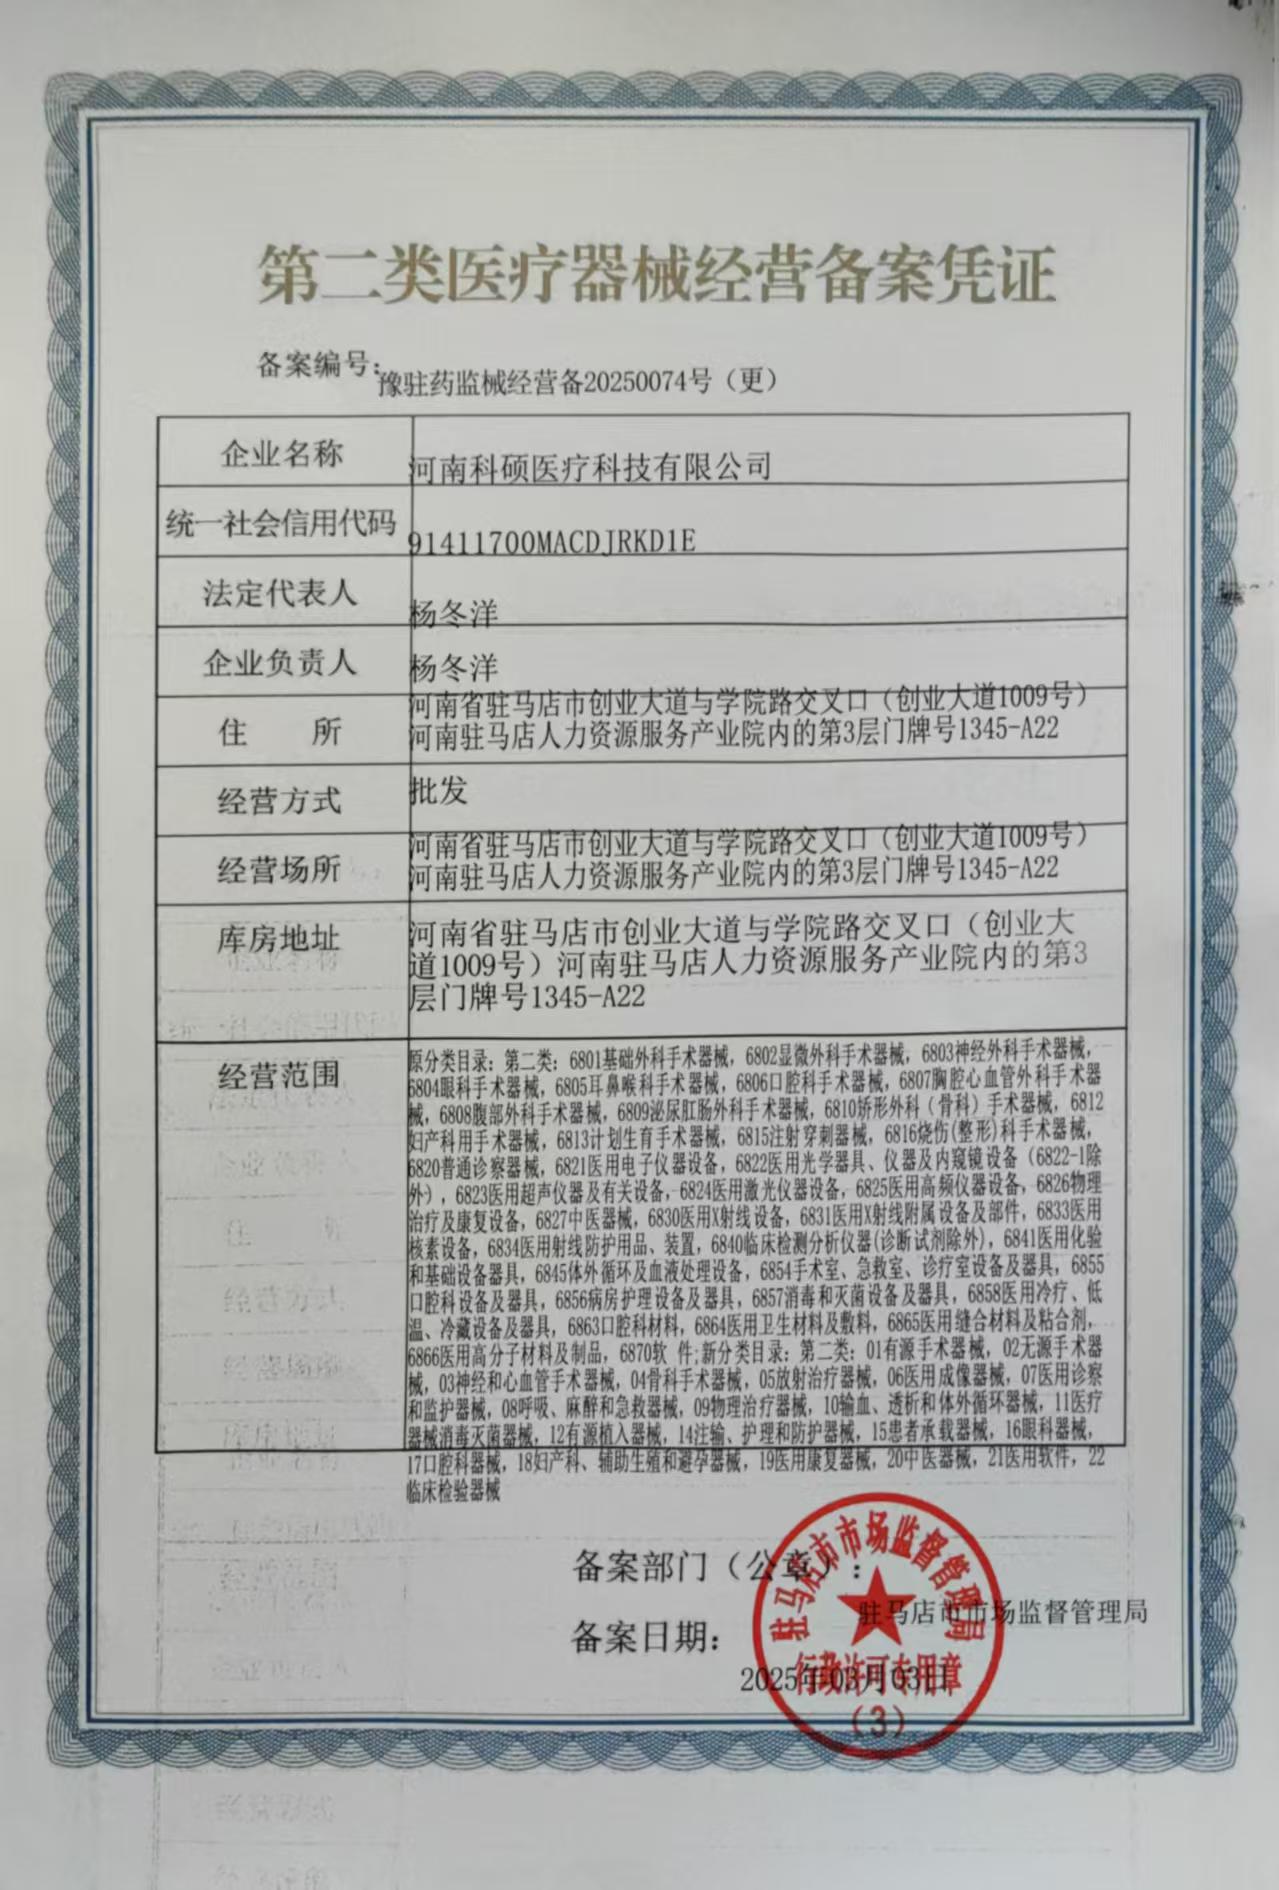 第二类医疗器械经营备案凭证
备案编号：豫驻药监械经营备20250074号（更）
企业名称 河南科硕医疗科技有限公司
统一社会信用代码 91411700MACDJRKD1E
法定代表人 杨冬洋
企业负责人 杨冬洋
住 所 河南省驻马店市创业大道与学院路交叉口（创业大道1009号）
河南驻马店人力资源服务产业院内的第3层门牌号1345-A22
经营方式 批发
经营场所 河南省驻马店市创业大道与学院路交叉口（创业大道1009号）
河南驻马店人力资源服务产业院内的第3层门牌号1345-A22
库房地址 河南省驻马店市创业大道与学院路交叉口（创业大
道1009号）河南驻马店人力资源服务产业院内的第3
层门牌号1345-A22
经营范围 原分类目录：第二类：6801基础外科手术器械，6802显微外科手术器械，6803神经外科手术器械，
6804眼科手术器械，6805耳鼻喉科手术器械，6806口腔科手术器械，6807胸腔心血管外科手术器
械，6808腹部外科手术器械，6809泌尿肛肠外科手术器械，6810矫形外科（骨科）手术器械，6812
妇产科用手术器械，6813计划生育手术器械，6815注射穿刺器械，6816烧伤(整形)科手术器械，
6820普通诊察器械，6821医用电子仪器设备，6822医用光学器具、仪器及内窥镜设备（6822-1除
外），6823医用超声仪器及有关设备，6824医用激光仪器设备，6825医用高频仪器设备，6826物理
治疗及康复设备，6827中医器械，6830医用X射线设备，6831医用X射线附属设备及部件，6833医用
核素设备，6834医用射线防护用品、装置，6840临床检测分析仪器(诊断试剂除外)，6841医用化验
和基础设备器具，6845体外循环及血液处理设备，6854手术室、急救室、诊疗室设备及器具，6855
口腔科设备及器具，6856病房护理设备及器具，6857消毒和灭菌设备及器具，6858医用冷疗、低
温、冷藏设备及器具，6863口腔科材料，6864医用卫生材料及敷料，6865医用缝合材料及粘合剂，
6866医用高分子材料及制品，6870软 件;新分类目录：第二类：01有源手术器械，02无源手术器
械，03神经和心血管手术器械，04骨科手术器械，05放射治疗器械，06医用成像器械，07医用诊察
和监护器械，08呼吸、麻醉和急救器械，09物理治疗器械，10输血、透析和体外循环器械，11医疗
器械消毒灭菌器械，12有源植入器械，14注输、护理和防护器械，15患者承载器械，16眼科器械，
17口腔科器械，18妇产科、辅助生殖和避孕器械，19医用康复器械，20中医器械，21医用软件，22
临床检验器械
备案部门（公章）：
驻马店市市场监督管理局
备案日期：
2025年03月03日
驻马店市市场监督管理局
行政许可专用章
（3）